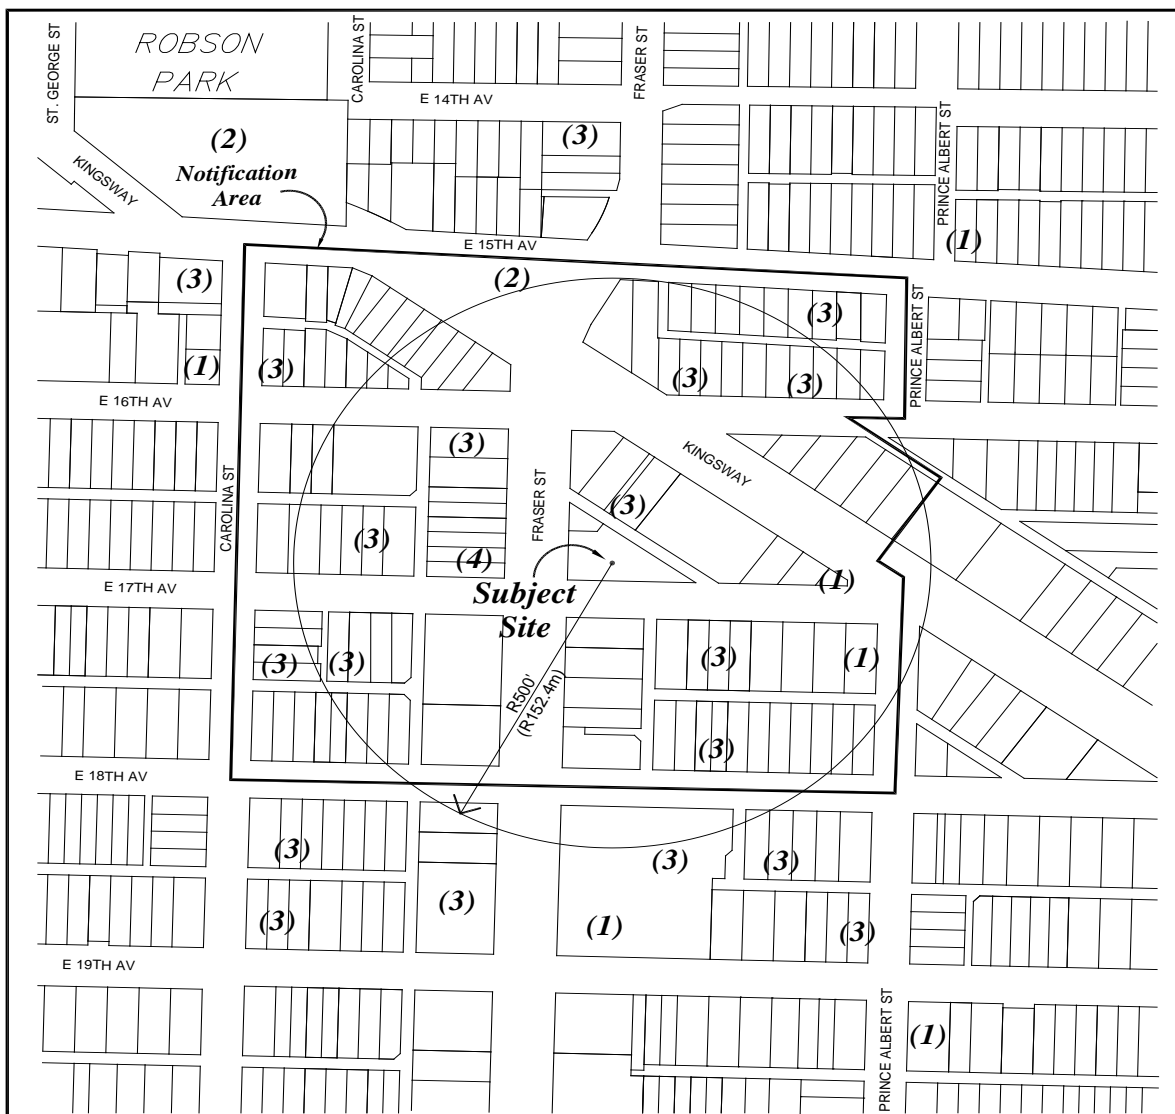 ROBSON
PARK
ST. GEORGE ST
CAROLINA ST
FRASER ST
E 14TH AV
PRINCE ALBERT ST
(2)
(3)
Notification
Area
KINGSWAY
E 15TH AV
(1)
(3)
(2)
(3)
PRINCE ALBERT ST
(1)
(3)
(3)
(3)
E 16TH AV
(3)
KINGSWAY
CAROLINA ST
FRASER ST
(3)
(3)
(4)
E 17TH AV
Subject
Site
(1)
(3)
(3)
(3)
(1)
R500'
(R152.4m)
(3)
E 18TH AV
(3)
(3)
(3)
(3)
(3)
(1)
(3)
E 19TH AV
PRINCE ALBERT ST
(1)